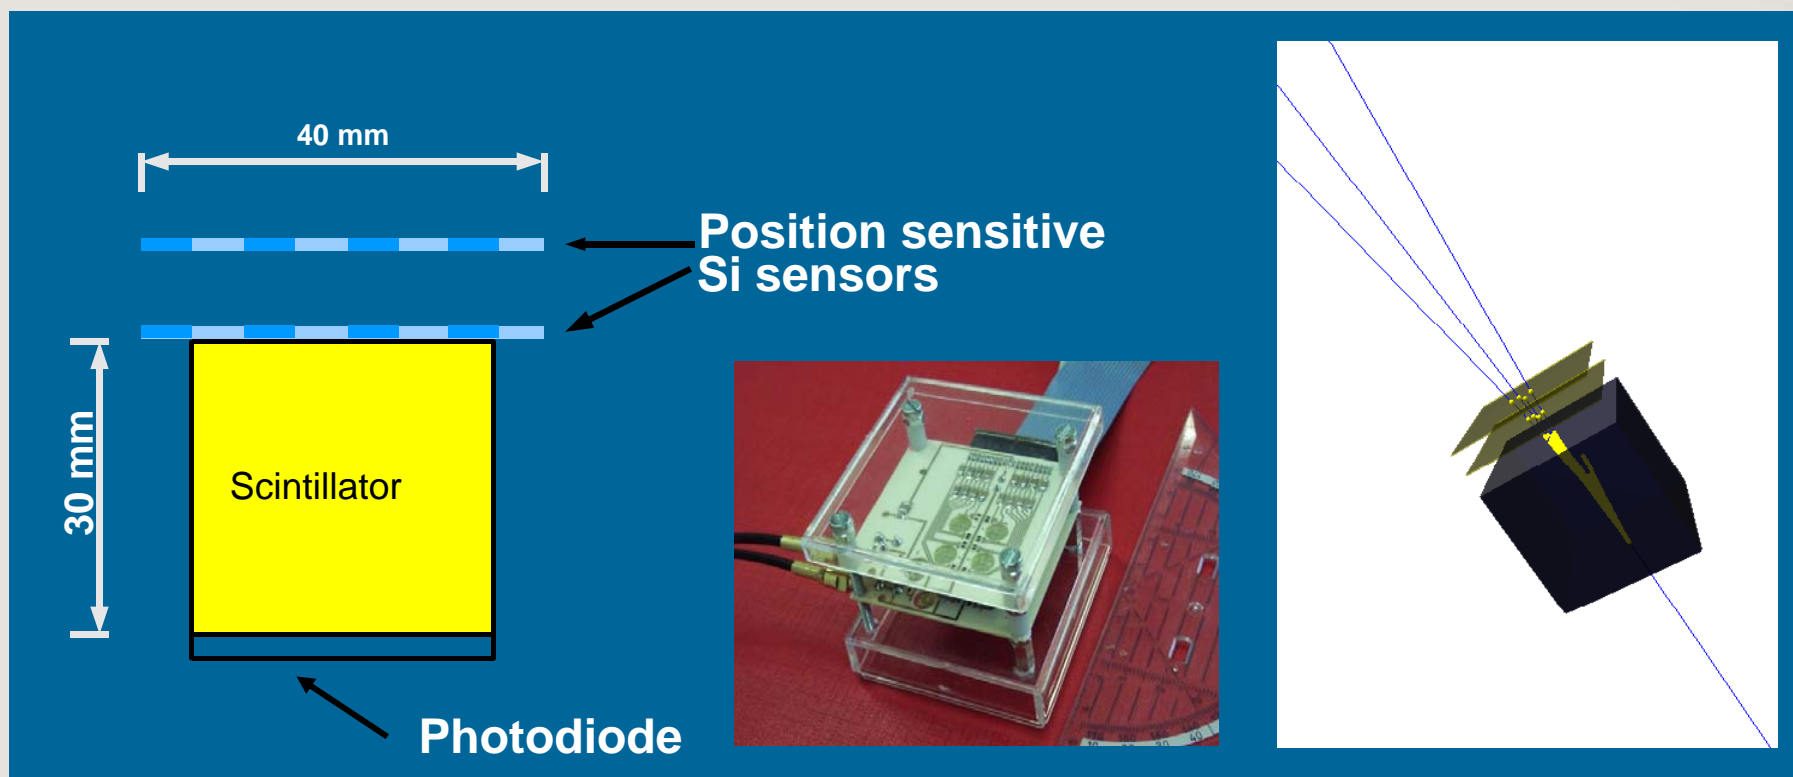 40 mm
Position sensitive
Si sensors
30 mm
Scintillator
Photodiode